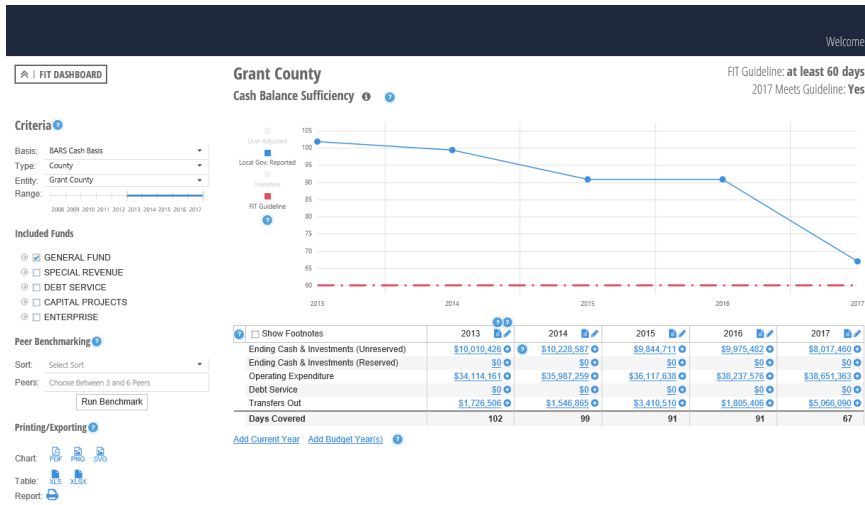 Welcome
FIT DASHBOARD
Grant County
Cash Balance Sufficiency
FIT Guideline: at least 60 days
2017 Meets Guideline: Yes
Criteria
Basis: BARS Cash Basis
Type: County
Entity: Grant County
Range:
2008 2009 2010 2011 2012 2013 2014 2015 2016 2017
Included Funds
GENERAL FUND
SPECIAL REVENUE
DEBT SERVICE
CAPITAL PROJECTS
ENTERPRISE
Peer Benchmarking
Sort: Select Sort
Peers: Choose Between 3 and 6 Peers
Run Benchmark
Printing/Exporting
Chart: PDF PNG SVG
Table: XLS XLSX
Report:
User Adjusted
Local Gov. Reported
Trendline
FIT Guideline
105
100
95
90
85
80
75
70
65
60
2013 2014 2015 2016 2017
Show Footnotes 2013 2014 2015 2016 2017
Ending Cash & Investments (Unreserved) $10,010,426 $10,228,587 $9,844,711 $9,975,482 $8,017,460
Ending Cash & Investments (Reserved) $0 $0 $0 $0 $0
Operating Expenditure $34,114,161 $35,987,259 $36,117,638 $38,237,576 $38,651,363
Debt Service $0 $0 $0 $0 $0
Transfers Out $1,726,506 $1,546,865 $3,410,510 $1,805,406 $5,066,090
Days Covered 102 99 91 91 67
Add Current Year Add Budget Year(s)